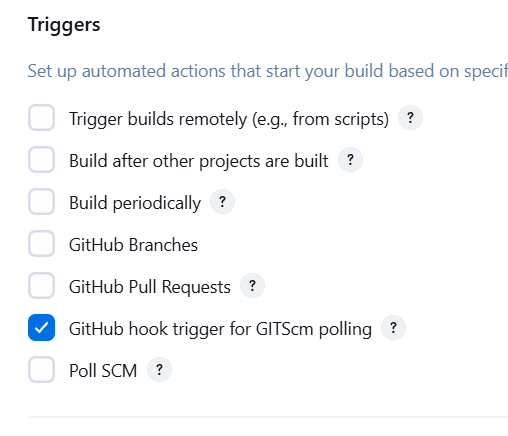 Triggers
Set up automated actions that start your build based on specif
Trigger builds remotely (e.g., from scripts) ?
Build after other projects are built ?
Build periodically ?
GitHub Branches
GitHub Pull Requests ?
GitHub hook trigger for GITScm polling ?
Poll SCM ?